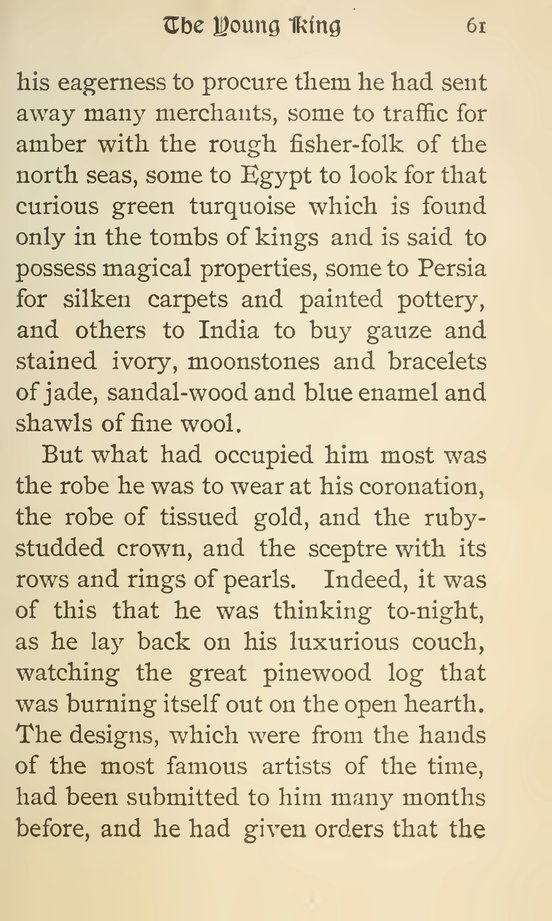 The Young King 61
his eagerness to procure them he had sent
away many merchants, some to traffic for
amber with the rough fisher-folk of the
north seas, some to Egypt to look for that
curious green turquoise which is found
only in the tombs of kings and is said to
possess magical properties, some to Persia
for silken carpets and painted pottery,
and others to India to buy gauze and
stained ivory, moonstones and bracelets
of jade, sandal-wood and blue enamel and
shawls of fine wool.
But what had occupied him most was
the robe he was to wear at his coronation,
the robe of tissued gold, and the ruby-
studded crown, and the sceptre with its
rows and rings of pearls. Indeed, it was
of this that he was thinking to-night,
as he lay back on his luxurious couch,
watching the great pinewood log that
was burning itself out on the open hearth.
The designs, which were from the hands
of the most famous artists of the time,
had been submitted to him many months
before, and he had given orders that the